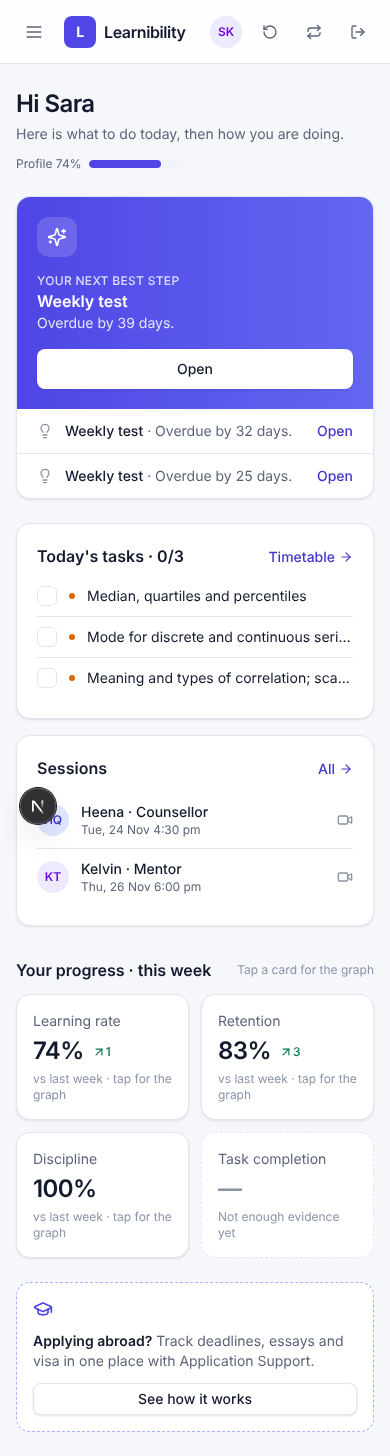 L Learnibility SK
Hi Sara
Here is what to do today, then how you are doing.
Profile 74%
YOUR NEXT BEST STEP
Weekly test
Overdue by 39 days.
Open
Weekly test · Overdue by 32 days. Open
Weekly test · Overdue by 25 days. Open
Today's tasks · 0/3 Timetable →
Median, quartiles and percentiles
Mode for discrete and continuous seri...
Meaning and types of correlation; sca...
Sessions All →
N
Heena · Counsellor
Tue, 24 Nov 4:30 pm
KT Kelvin · Mentor
Thu, 26 Nov 6:00 pm
Your progress · this week Tap a card for the graph
Learning rate
74% ↗1
vs last week · tap for the
graph
Retention
83% ↗3
vs last week · tap for the
graph
Discipline
100%
vs last week · tap for the
graph
Task completion
—
Not enough evidence
yet
Applying abroad? Track deadlines, essays and
visa in one place with Application Support.
See how it works